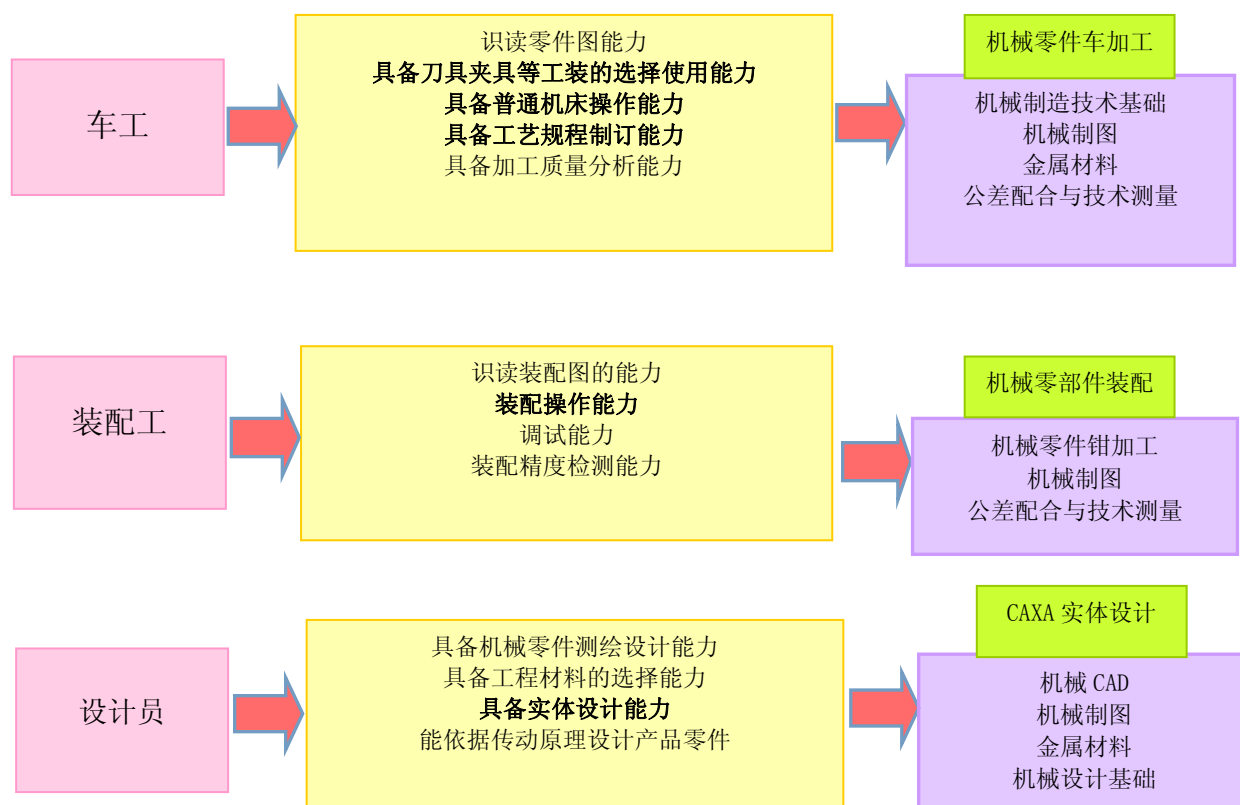 车工
识读零件图能力
具备刀具夹具等工装的选择使用能力
具备普通机床操作能力
具备工艺规程制订能力
具备加工质量分析能力
机械零件车加工
机械制造技术基础
机械制图
金属材料
公差配合与技术测量
装配工
识读装配图的能力
装配操作能力
调试能力
装配精度检测能力
机械零部件装配
机械零件钳加工
机械制图
公差配合与技术测量
设计员
具备机械零件测绘设计能力
具备工程材料的选择能力
具备实体设计能力
能依据传动原理设计产品零件
CAXA 实体设计
机械 CAD
机械制图
金属材料
机械设计基础